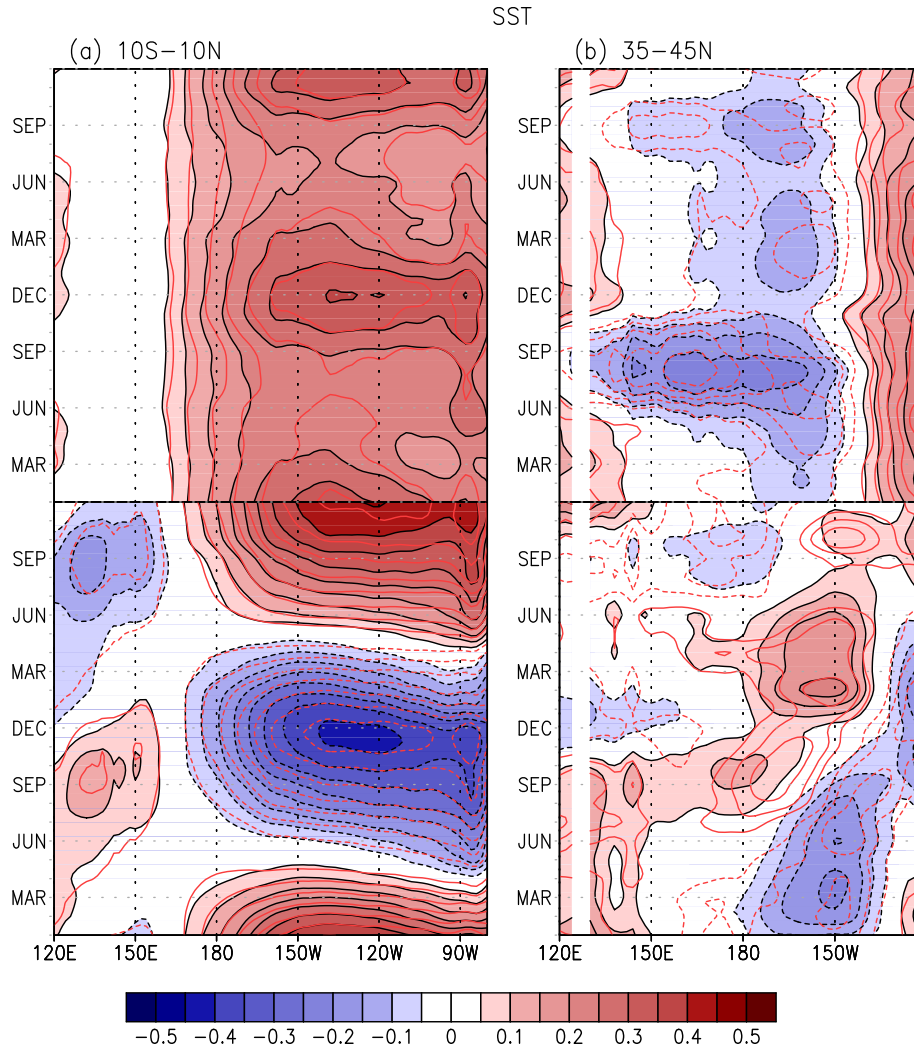 SST
(a) 10S-10N
(b) 35-45N
SEP
JUN
MAR
DEC
SEP
JUN
MAR
SEP
JUN
MAR
DEC
SEP
JUN
MAR
120E 150E 180 150W 120W 90W
SEP
JUN
MAR
DEC
SEP
JUN
MAR
SEP
JUN
MAR
DEC
SEP
JUN
MAR
120E 150E 180 150W
-0.5 -0.4 -0.3 -0.2 -0.1 0 0.1 0.2 0.3 0.4 0.5